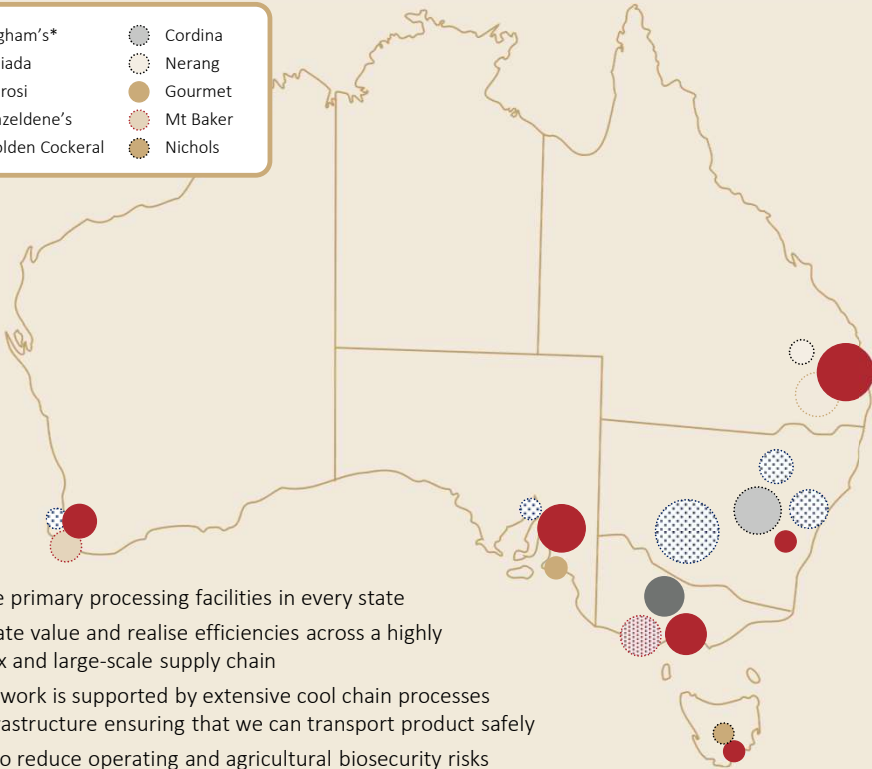 gham's*
iada
rosi
zeldene's
olden Cockeral
Cordina
Nerang
Gourmet
Mt Baker
Nichols
e primary processing facilities in every state
ate value and realise efficiencies across a highly
x and large-scale supply chain
work is supported by extensive cool chain processes
rastructure ensuring that we can transport product safely
o reduce operating and agricultural biosecurity risks